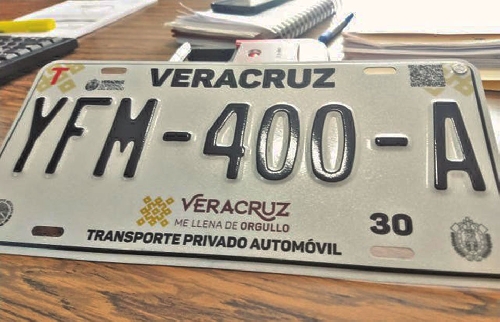 T
VERACRUZ
YFM-400-A
VERACRUZ
ME LLENA DE ORGULLO
30
TRANSPORTE PRIVADO AUTOMÓVIL